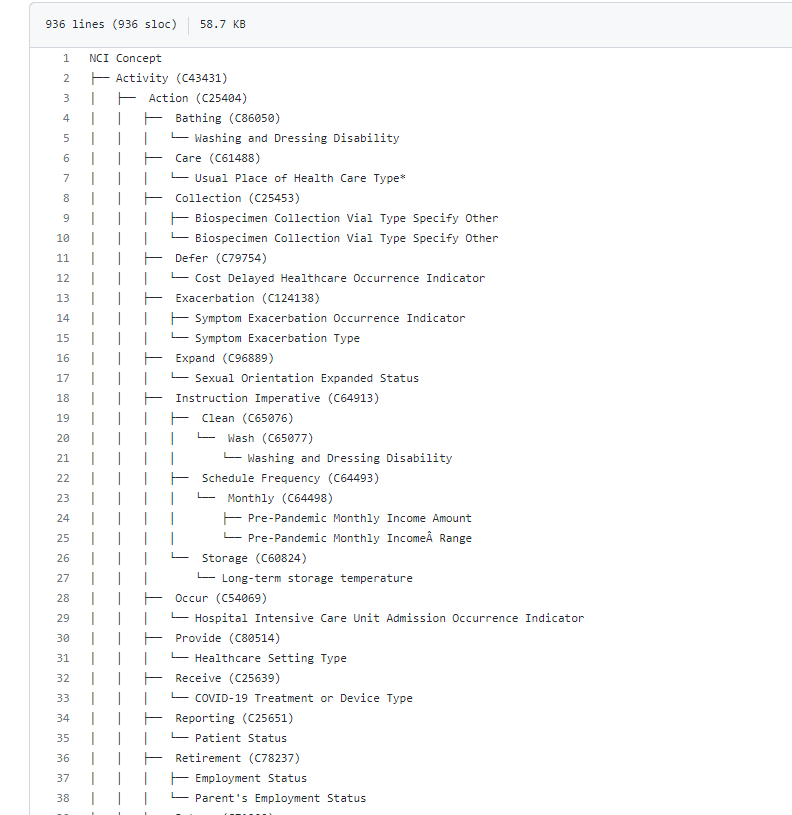 936 lines (936 sloc) 58.7 KB
1 NCI Concept
2 ├── Activity (C43431)
3 │   ├──  Action (C25404)
4 │   │   ├──  Bathing (C86050)
5 │   │   │   └── Washing and Dressing Disability
6 │   │   ├──  Care (C61488)
7 │   │   │   └── Usual Place of Health Care Type*
8 │   │   ├──  Collection (C25453)
9 │   │   │   ├── Biospecimen Collection Vial Type Specify Other
10 │   │   │   └── Biospecimen Collection Vial Type Specify Other
11 │   │   ├──  Defer (C79754)
12 │   │   │   └── Cost Delayed Healthcare Occurrence Indicator
13 │   │   ├──  Exacerbation (C124138)
14 │   │   │   ├── Symptom Exacerbation Occurrence Indicator
15 │   │   │   └── Symptom Exacerbation Type
16 │   │   ├──  Expand (C96889)
17 │   │   │   └── Sexual Orientation Expanded Status
18 │   │   ├──  Instruction Imperative (C64913)
19 │   │   │   ├──  Clean (C65076)
20 │   │   │   │   └──  Wash (C65077)
21 │   │   │   │       └── Washing and Dressing Disability
22 │   │   │   ├──  Schedule Frequency (C64493)
23 │   │   │   │   └──  Monthly (C64498)
24 │   │   │   │       ├── Pre-Pandemic Monthly Income Amount
25 │   │   │   │       └── Pre-Pandemic Monthly IncomeÂ Range
26 │   │   │   └──  Storage (C60824)
27 │   │   │       └── Long-term storage temperature
28 │   │   ├──  Occur (C54069)
29 │   │   │   └── Hospital Intensive Care Unit Admission Occurrence Indicator
30 │   │   ├──  Provide (C80514)
31 │   │   │   └── Healthcare Setting Type
32 │   │   ├──  Receive (C25639)
33 │   │   │   └── COVID-19 Treatment or Device Type
34 │   │   ├──  Reporting (C25651)
35 │   │   │   └── Patient Status
36 │   │   ├──  Retirement (C78237)
37 │   │   │   ├── Employment Status
38 │   │   │   └── Parent's Employment Status